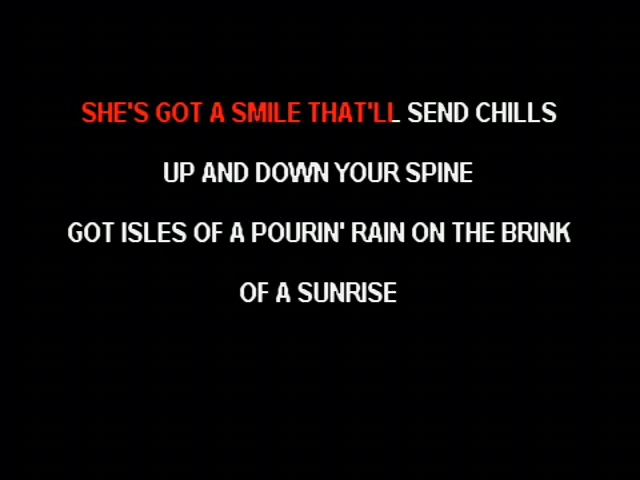 SHE'S GOT A SMILE THAT'LL SEND CHILLS
UP AND DOWN YOUR SPINE
GOT ISLES OF A POURIN' RAIN ON THE BRINK
OF A SUNRISE